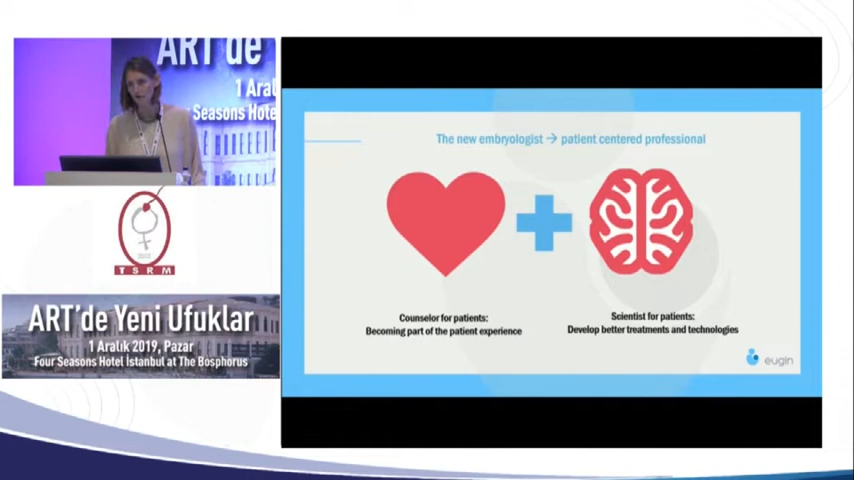 ART'de
1 Aral
Seasons Hotel
TSRM
ART'de Yeni Ufuklar
1 Aralık 2019, Pazar
Four Seasons Hotel İstanbul at The Bosphorus
The new embryologist → patient centered professional
Counselor for patients:
Becoming part of the patient experience
Scientist for patients:
Develop better treatments and technologies
eugin